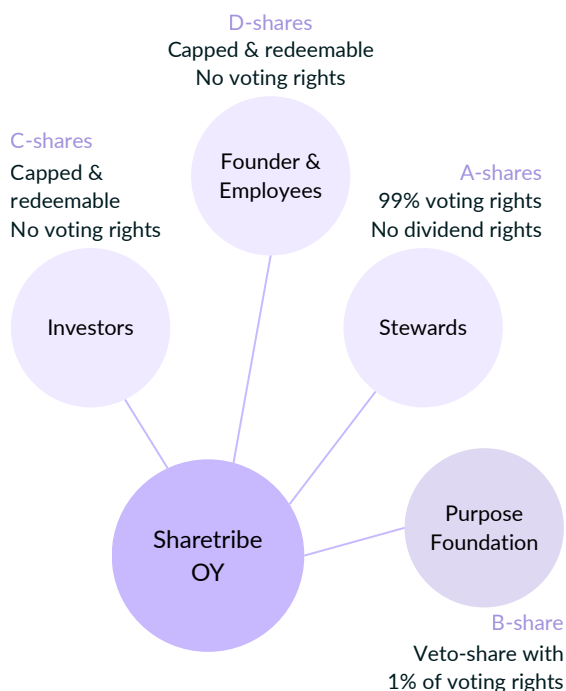 D-shares
Capped & redeemable
No voting rights
Founder &
Employees
C-shares
Capped &
redeemable
No voting rights
Investors
A-shares
99% voting rights
No dividend rights
Stewards
Sharetribe
OY
Purpose
Foundation
B-share
Veto-share with
1% of voting rights